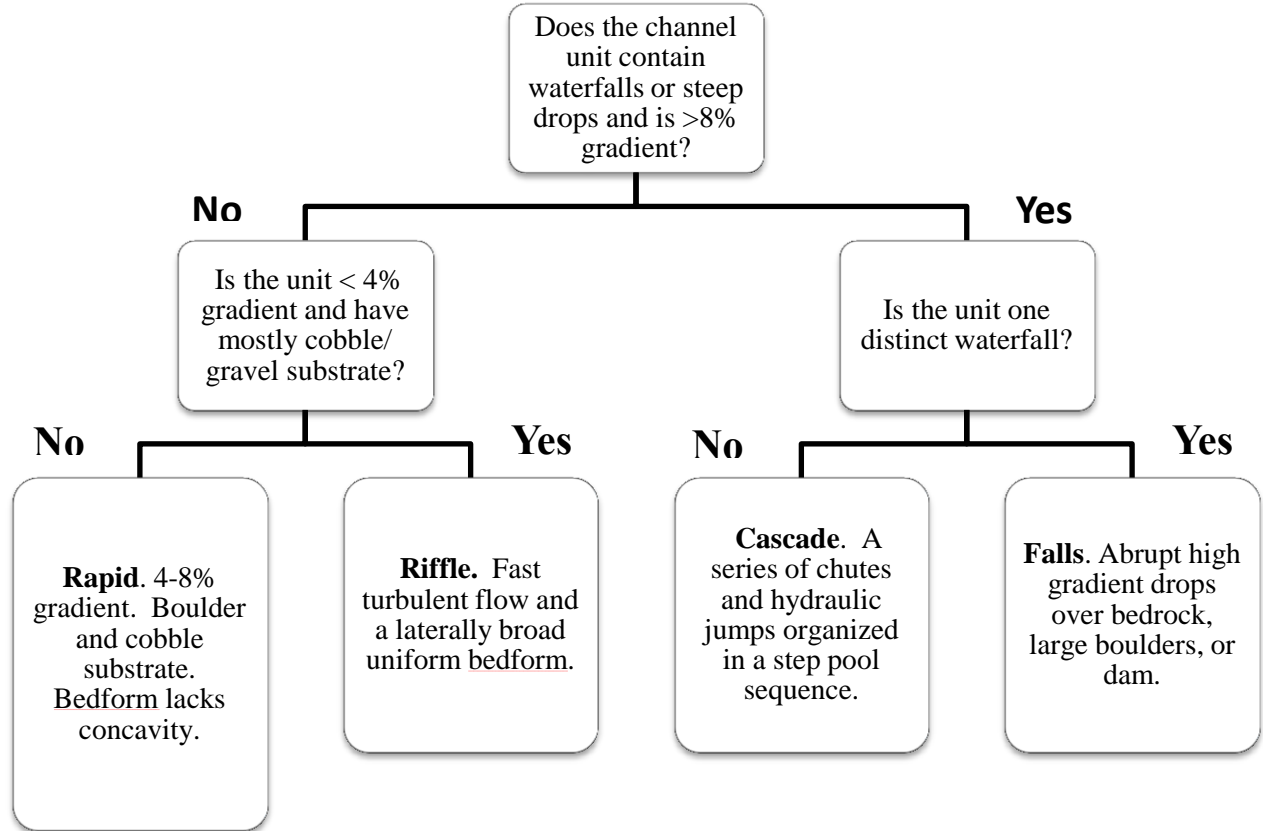 Does the channel
unit contain
waterfalls or steep
drops and is >8%
gradient?
No
Yes
Is the unit < 4%
gradient and have
mostly cobble/
gravel substrate?
Is the unit one
distinct waterfall?
No
Yes
No
Yes
Rapid. 4-8%
gradient. Boulder
and cobble
substrate.
Bedform lacks
concavity.
Riffle. Fast
turbulent flow and
a laterally broad
uniform bedform.
Cascade. A
series of chutes
and hydraulic
jumps organized
in a step pool
sequence.
Falls. Abrupt high
gradient drops
over bedrock,
large boulders, or
dam.